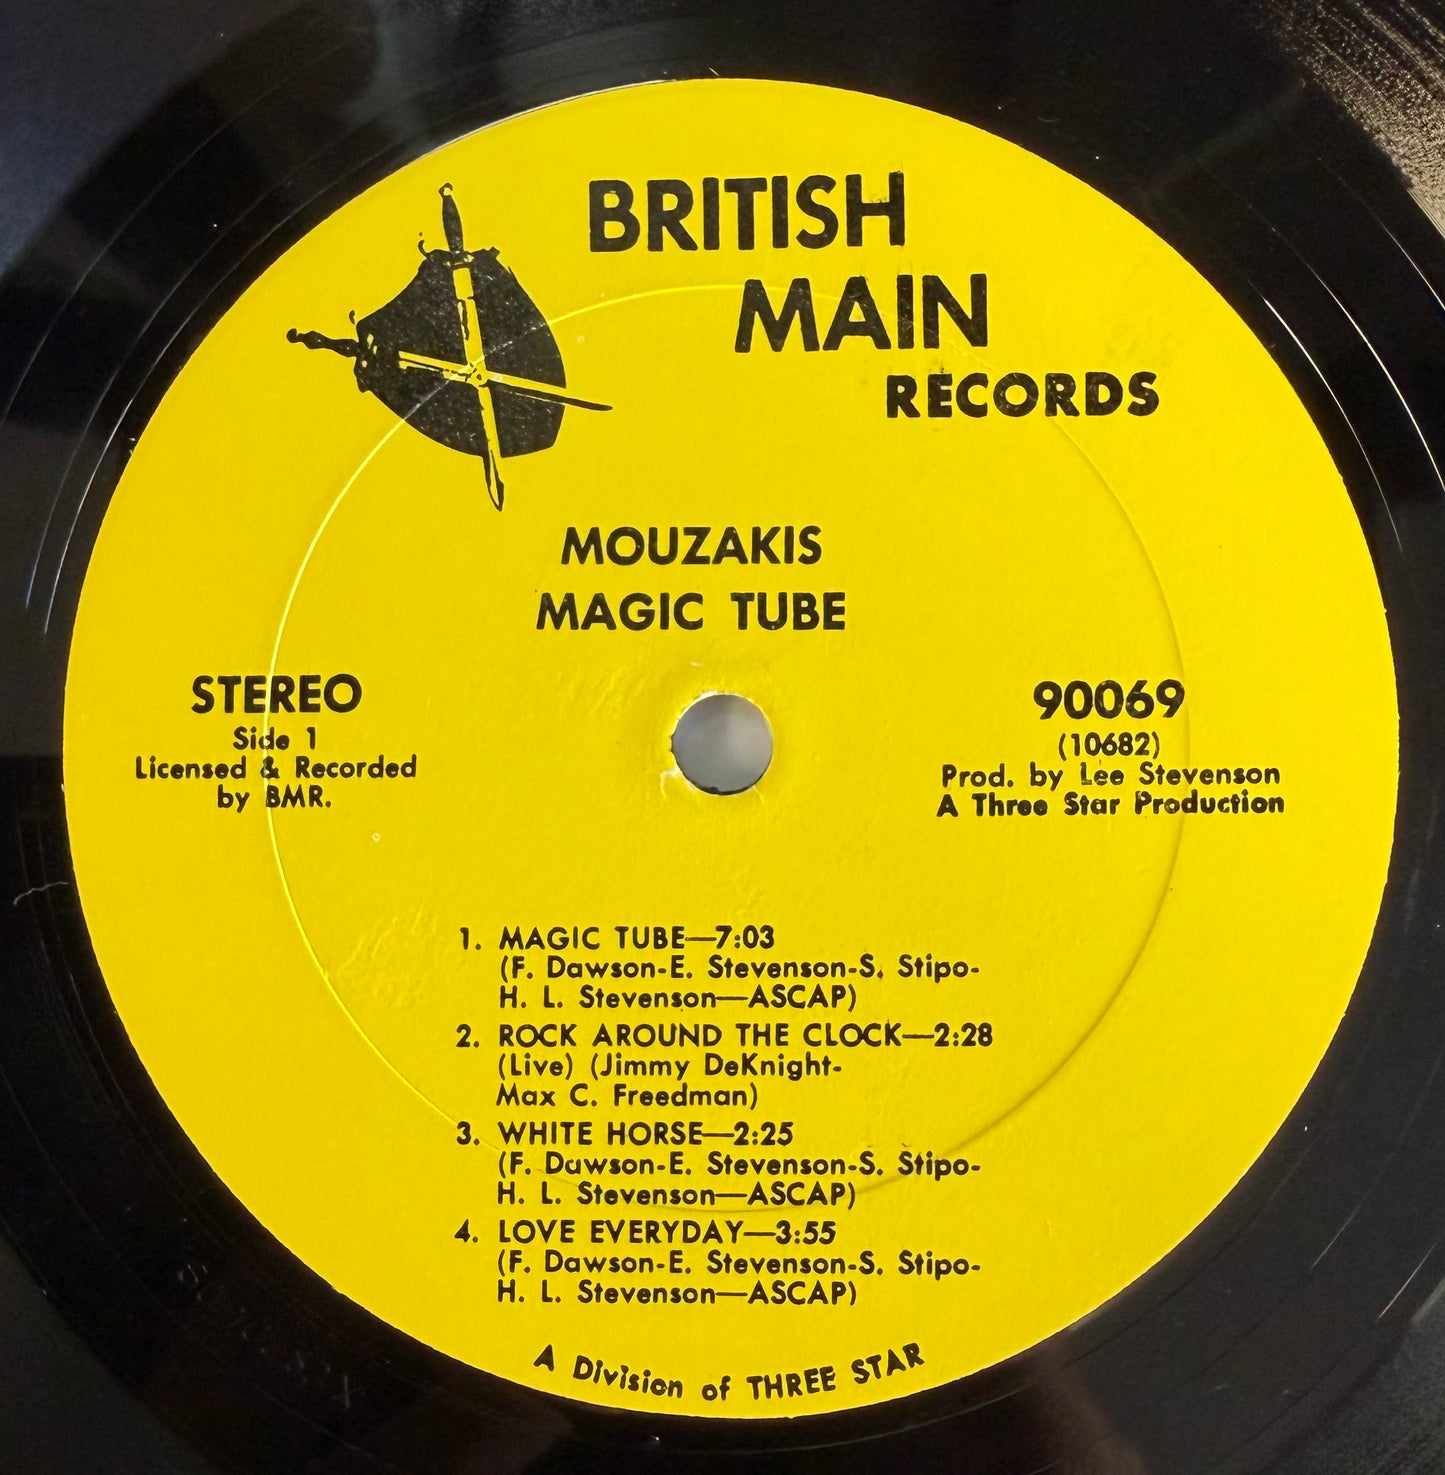 BRITISH
MAIN
RECORDS
MOUZAKIS
MAGIC TUBE
STEREO
Side 1
Licensed & Recorded
by BMR.
90069
(10682)
Prod. by Lee Stevenson
A Three Star Production
1. MAGIC TUBE—7:03
(F. Dawson-E. Stevenson-S. Stipo-
H. L. Stevenson—ASCAP)
2. ROCK AROUND THE CLOCK—2:28
(Live) (Jimmy DeKnight-
Max C. Freedman)
3. WHITE HORSE—2:25
(F. Dawson-E. Stevenson-S. Stipo-
H. L. Stevenson—ASCAP)
4. LOVE EVERYDAY—3:55
(F. Dawson-E. Stevenson-S. Stipo-
H. L. Stevenson—ASCAP)
A Division of THREE STAR